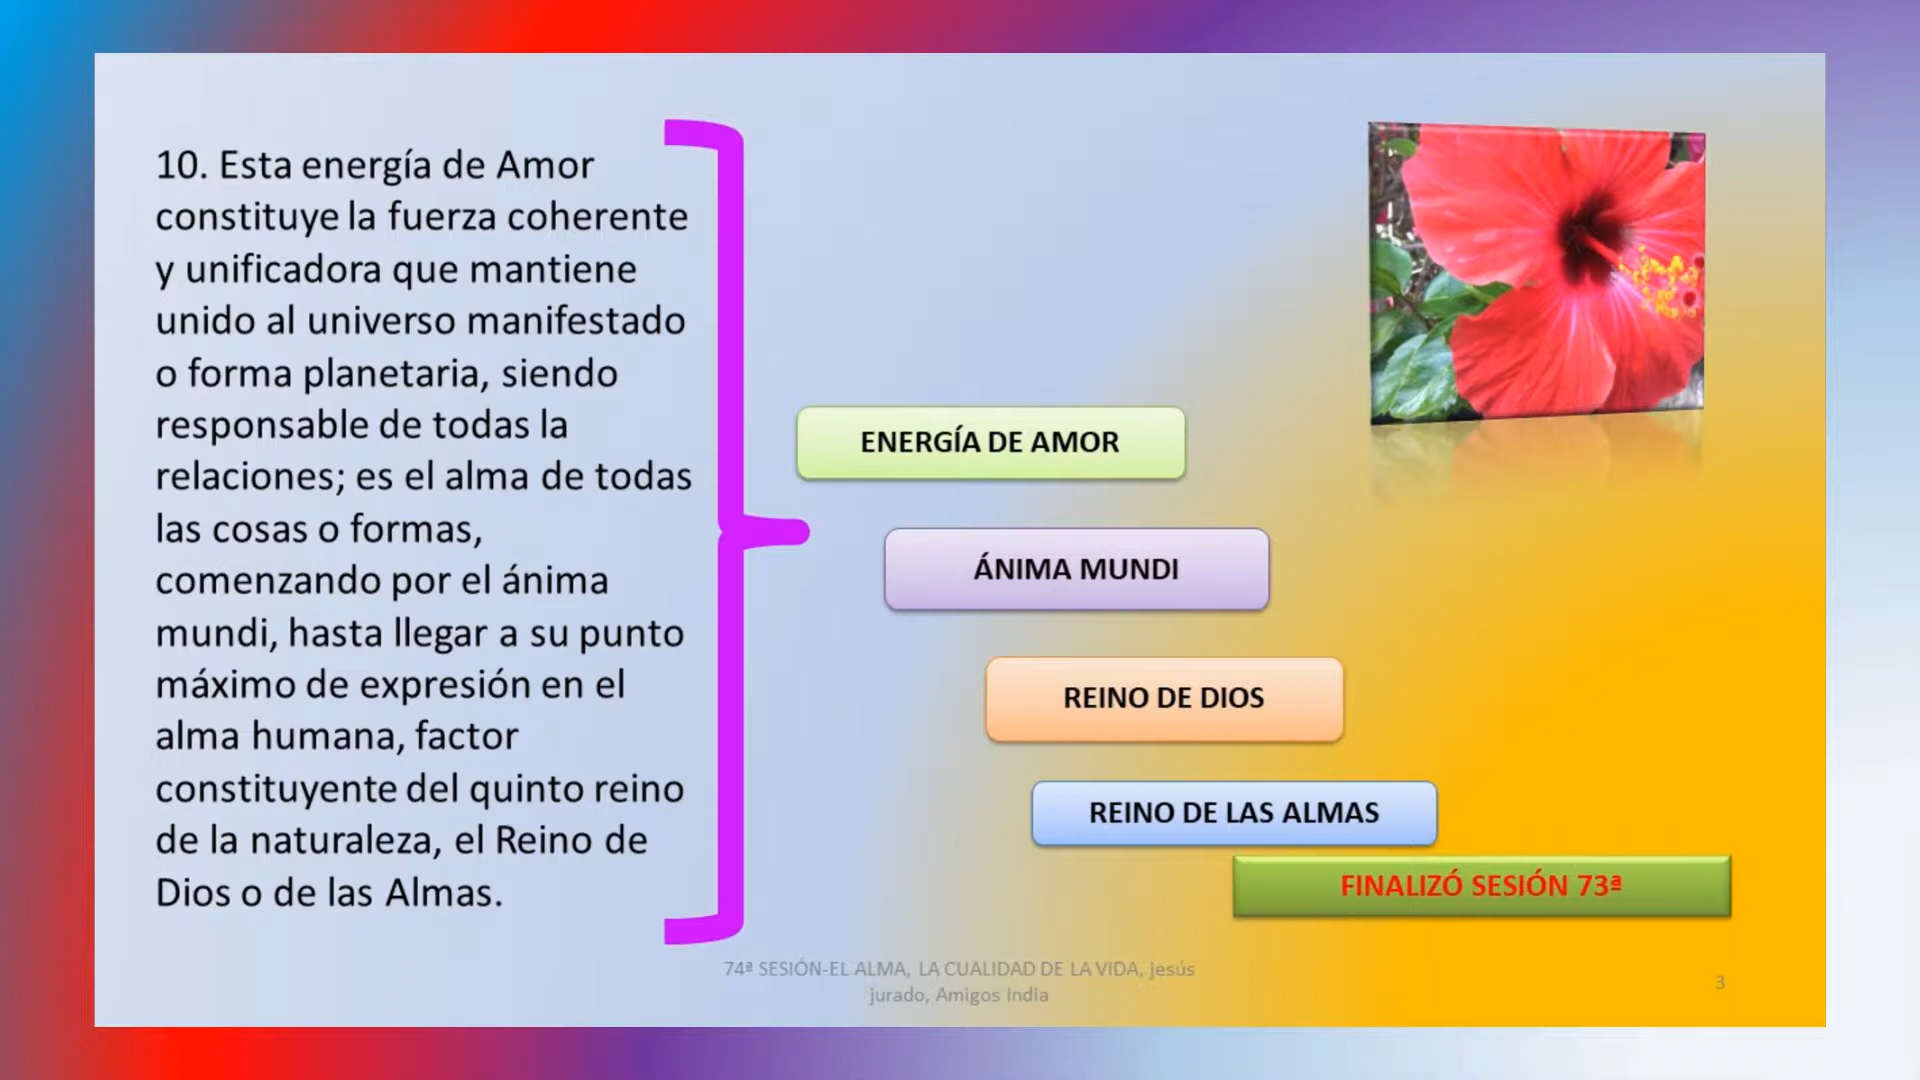 10. Esta energía de Amor
constituye la fuerza coherente
y unificadora que mantiene
unido al universo manifestado
o forma planetaria, siendo
responsable de todas la
relaciones; es el alma de todas
las cosas o formas,
comenzando por el ánima
mundi, hasta llegar a su punto
máximo de expresión en el
alma humana, factor
constituyente del quinto reino
de la naturaleza, el Reino de
Dios o de las Almas.
ENERGÍA DE AMOR
ÁNIMA MUNDI
REINO DE DIOS
REINO DE LAS ALMAS
FINALIZÓ SESIÓN 73ª
74ª SESIÓN-EL ALMA, LA CUALIDAD DE LA VIDA, jesús
jurado, Amigos India
3